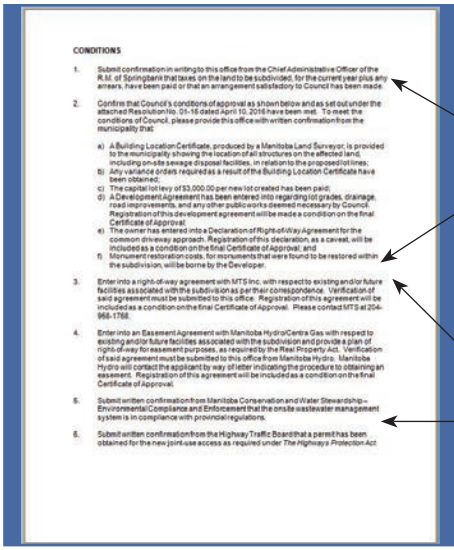 CONDITIONS
1. Submit confirmation in writing to this office from the Chief Administrative Officer of the
R.M. of Springbank that taxes on the land to be subdivided, for the current year plus any
arrears, have been paid or that an arrangement satisfactory to Council has been made.
2. Confirm that Council's conditions of approval as shown below and as set out under the
attached Resolution No. 01-16 dated April 10, 2016 have been met. To meet the
conditions of Council, please provide this office with written confirmation from the
municipality that:
a) A Building Location Certificate, produced by a Manitoba Land Surveyor, is provided
to the municipality showing the location of all structures on the affected land,
including on-site sewage disposal facilities, in relation to the proposed lot lines;
b) Any variance orders required as a result of the Building Location Certificate have
been obtained;
c) The capital lot levy of $3,000.00 per new lot created has been paid;
d) A Development Agreement has been entered into regarding lot grades, drainage,
road improvements, and any other public works deemed necessary by Council.
Registration of this development agreement will be made a condition on the final
Certificate of Approval;
e) The owner has entered into a Declaration of Right-of-Way Agreement for the
common driveway approach. Registration of this declaration, as a caveat, will be
included as a condition on the final Certificate of Approval; and
f) Monument restoration costs, for monuments that were found to be restored within
the subdivision, will be borne by the Developer.
3. Enter into a right-of-way agreement with MTS Inc. with respect to existing and/or future
facilities associated with the subdivision as per their correspondence. Verification of
said agreement must be submitted to this office. Registration of this agreement will be
included as a condition on the final Certificate of Approval. Please contact MTS at 204-
958-1768.
4. Enter into an Easement Agreement with Manitoba Hydro/Centra Gas with respect to
existing and/or future facilities associated with the subdivision and provide a plan of
right-of-way for easement purposes, as required by the Real Property Act. Verification
of said agreement must be submitted to this office from Manitoba Hydro. Manitoba
Hydro will contact the applicant by way of letter indicating the procedure to obtaining an
easement. Registration of this agreement will be included as a condition on the final
Certificate of Approval.
5. Submit written confirmation from Manitoba Conservation and Water Stewardship –
Environmental Compliance and Enforcement that the onsite wastewater management
system is in compliance with provincial regulations.
6. Submit written confirmation from the Highway Traffic Board that a permit has been
obtained for the new joint-use access as required under The Highways Protection Act.